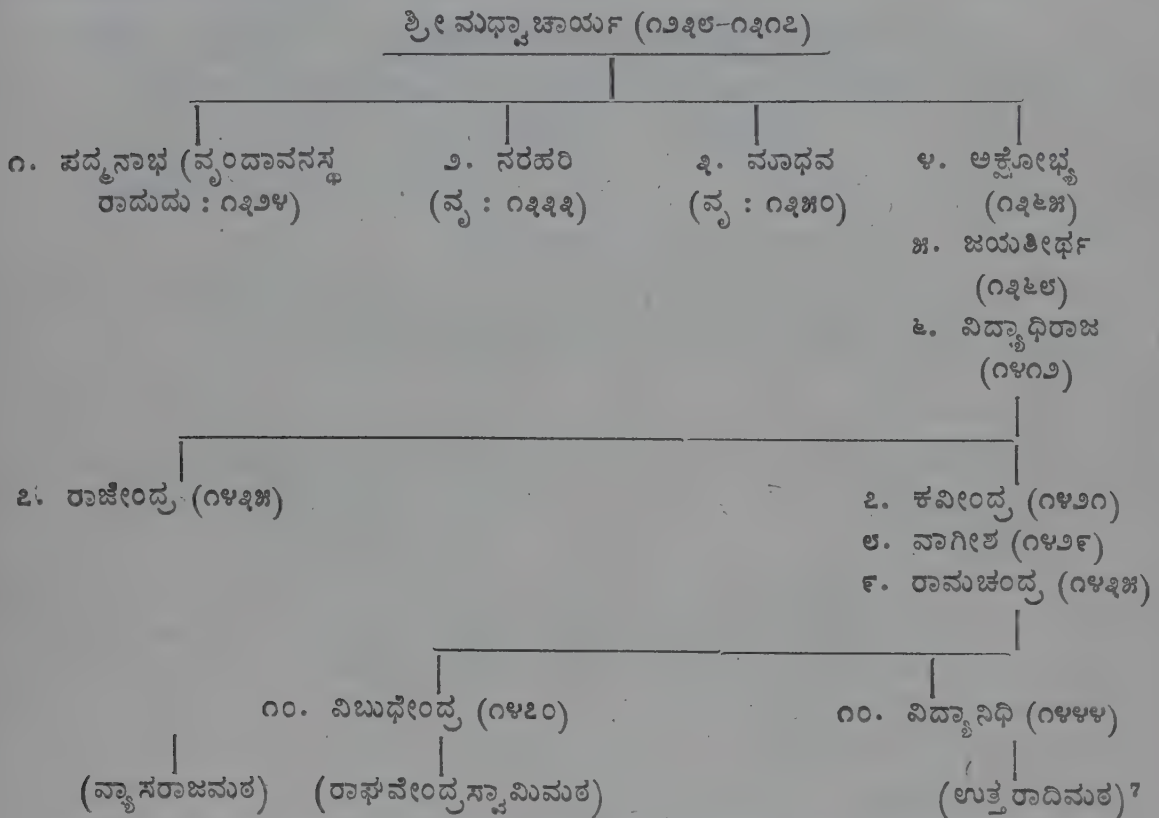 ಶ್ರೀ ಮಧ್ವಾಚಾರ್ಯ (೧೨೩೮–೧೩೧೭)
೧. ಪದ್ಮನಾಭ (ವೃಂದಾವನಸ್ಥ ೨. ನರಹರಿ ೩. ಮಾಧವ ೪. ಅಕ್ಷೋಭ್ಯ
ರಾದುದು : ೧೩೨೪) (ವೃ : ೧೩೩೩) (ವೃ : ೧೩೫೦) (೧೩೬೫)
೫. ಜಯತೀರ್ಥ
(೧೩೬೮)
೬. ವಿದ್ಯಾಧಿರಾಜ
(೧೪೧೨)
೭. ರಾಜೇಂದ್ರ (೧೪೩೫) ೭. ಕವೀಂದ್ರ (೧೪೨೧)
೮. ವಾಗೀಶ (೧೪೨೯)
೯. ರಾಮಚಂದ್ರ (೧೪೩೫)
೧೦. ವಿಬುಧೇಂದ್ರ (೧೪೭೦) ೧೦. ವಿದ್ಯಾನಿಧಿ (೧೪೪೪)
(ವ್ಯಾಸರಾಜಮಠ) (ರಾಘವೇಂದ್ರಸ್ವಾಮಿಮಠ) (ಉತ್ತರಾದಿಮಠ)⁷